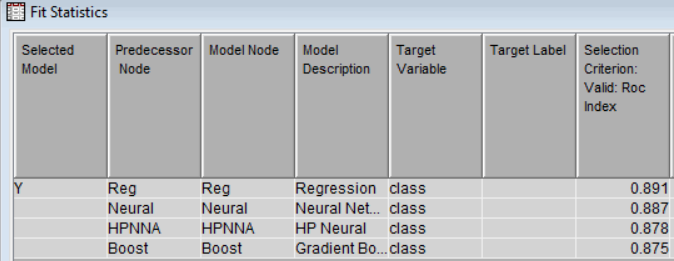 Fit Statistics
Selected Model Predecessor Node Model Node Model Description Target Variable Target Label Selection Criterion: Valid: Roc Index
Y Reg Reg Regression class 0.891
Neural Neural Neural Net... class 0.887
HPNNA HPNNA HP Neural class 0.878
Boost Boost Gradient Bo... class 0.875